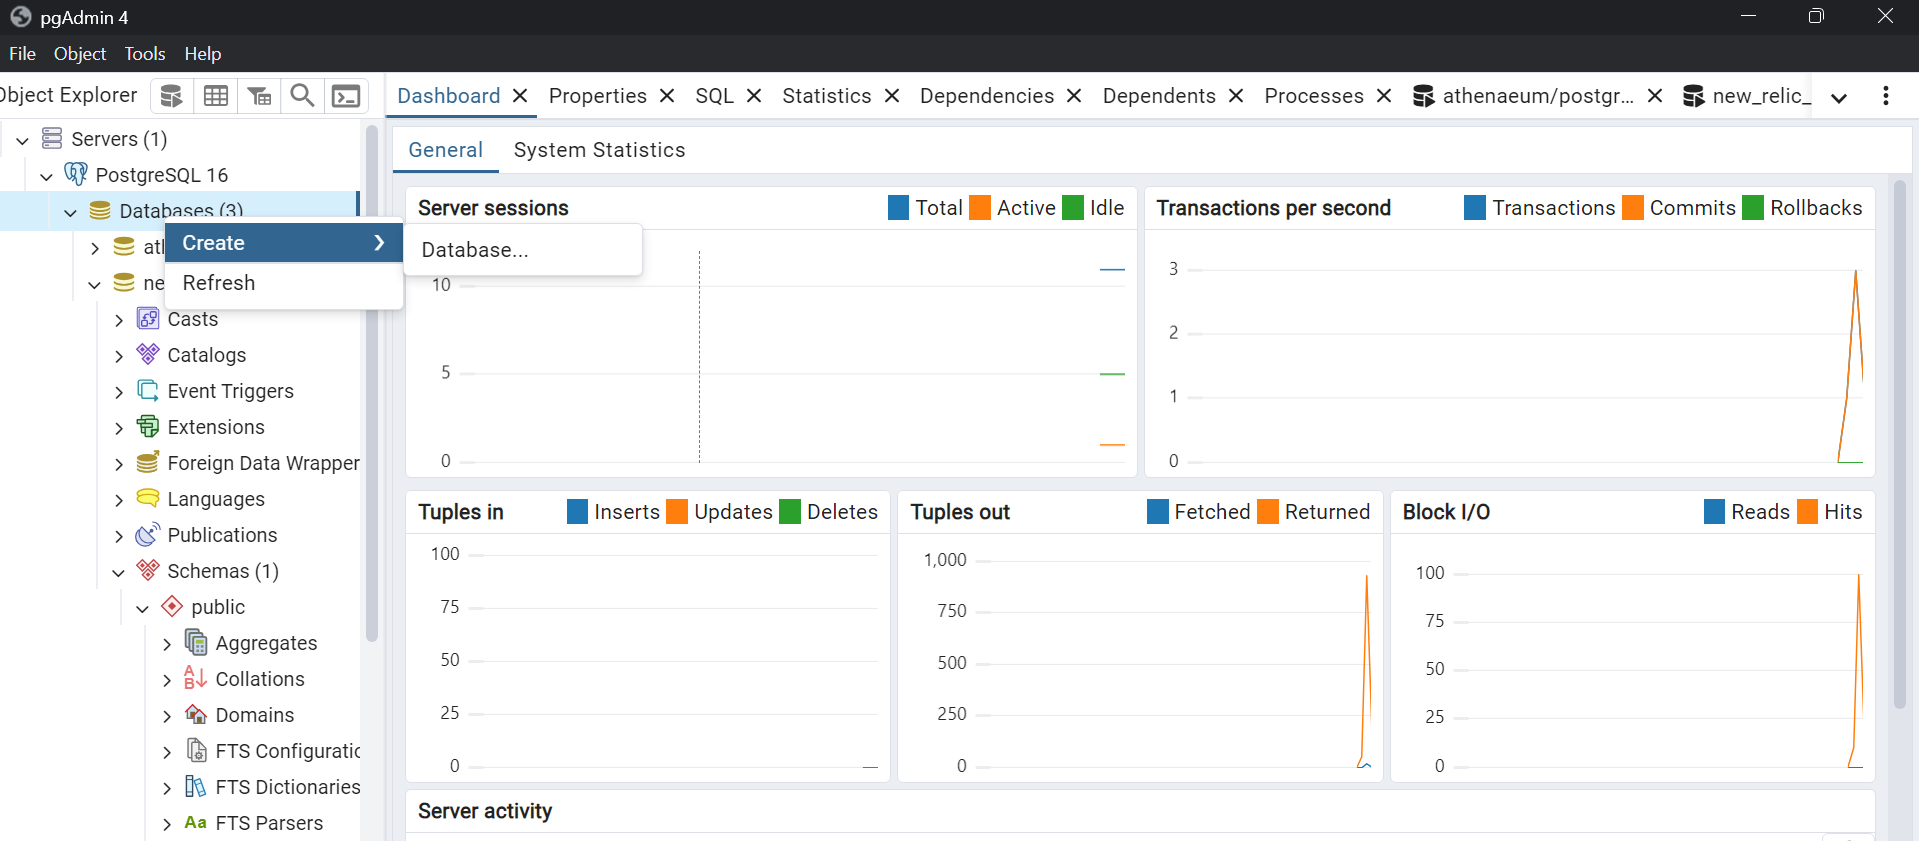 pgAdmin 4
File Object Tools Help
Object Explorer
Dashboard Properties SQL Statistics Dependencies Dependents Processes athenaeum/postgr... new_relic_
Servers (1)
PostgreSQL 16
Databases (3)
Create
Database...
Refresh
Casts
Catalogs
Event Triggers
Extensions
Foreign Data Wrapper
Languages
Publications
Schemas (1)
public
Aggregates
Collations
Domains
FTS Configuratio
FTS Dictionaries
Aa FTS Parsers
General System Statistics
Server sessions Total Active Idle
10
5
0
Transactions per second Transactions Commits Rollbacks
3
2
1
0
Tuples in Inserts Updates Deletes
100
75
50
25
0
Tuples out Fetched Returned
1,000
750
500
250
0
Block I/O Reads Hits
100
75
50
25
0
Server activity